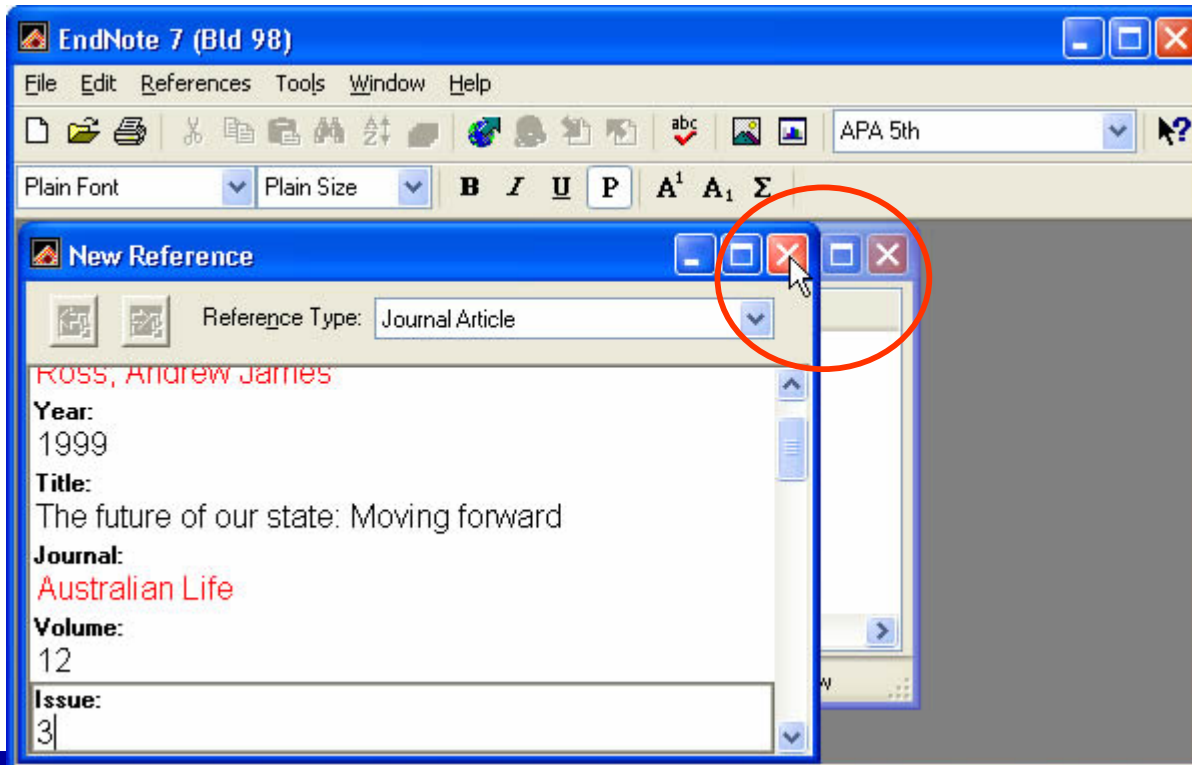 EndNote 7 (Bld 98)
File Edit References Tools Window Help
abc APA 5th ?
Plain Font Plain Size B I U P A1 A1 Σ
New Reference
Reference Type: Journal Article
Ross, Andrew James
Year:
1999
Title:
The future of our state: Moving forward
Journal:
Australian Life
Volume:
12
Issue:
3